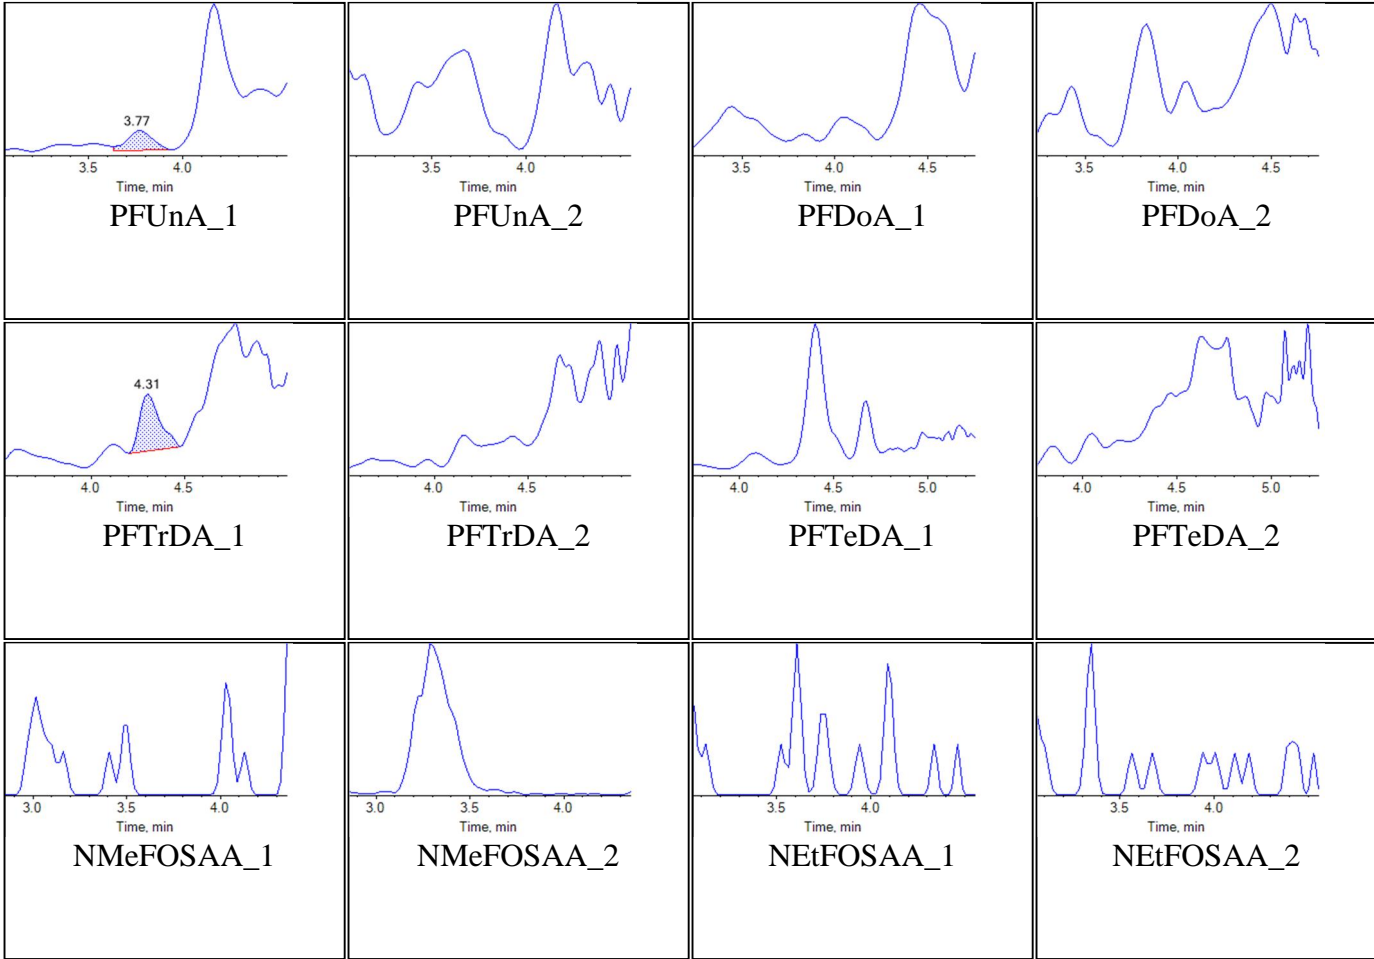 3.77
3.5 4.0
Time, min
PFUnA_1
3.5 4.0
Time, min
PFUnA_2
3.5 4.0 4.5
Time, min
PFDoA_1
3.5 4.0 4.5
Time, min
PFDoA_2
4.31
4.0 4.5
Time, min
PFTrDA_1
4.0 4.5
Time, min
PFTrDA_2
4.0 4.5 5.0
Time, min
PFTeDA_1
4.0 4.5 5.0
Time, min
PFTeDA_2
3.0 3.5 4.0
Time, min
NMeFOSAA_1
3.0 3.5 4.0
Time, min
NMeFOSAA_2
3.5 4.0
Time, min
NEtFOSAA_1
3.5 4.0
Time, min
NEtFOSAA_2